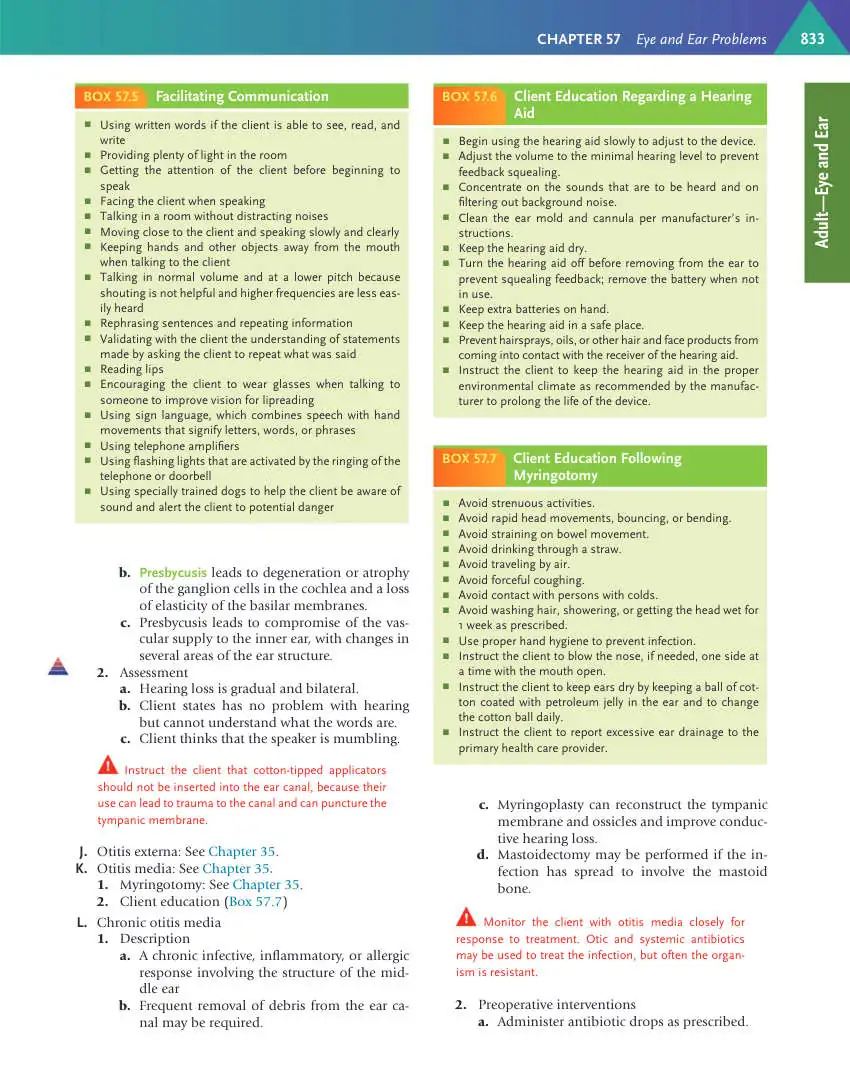 CHAPTER 57 Eye and Ear Problems 833
Adult—Eye and Ear
BOX 57.5 Facilitating Communication
■ Using written words if the client is able to see, read, and
write
■ Providing plenty of light in the room
■ Getting the attention of the client before beginning to
speak
■ Facing the client when speaking
■ Talking in a room without distracting noises
■ Moving close to the client and speaking slowly and clearly
■ Keeping hands and other objects away from the mouth
when talking to the client
■ Talking in normal volume and at a lower pitch because
shouting is not helpful and higher frequencies are less eas-
ily heard
■ Rephrasing sentences and repeating information
■ Validating with the client the understanding of statements
made by asking the client to repeat what was said
■ Reading lips
■ Encouraging the client to wear glasses when talking to
someone to improve vision for lipreading
■ Using sign language, which combines speech with hand
movements that signify letters, words, or phrases
■ Using telephone amplifiers
■ Using flashing lights that are activated by the ringing of the
telephone or doorbell
■ Using specially trained dogs to help the client be aware of
sound and alert the client to potential danger
b. Presbycusis leads to degeneration or atrophy
of the ganglion cells in the cochlea and a loss
of elasticity of the basilar membranes.
c. Presbycusis leads to compromise of the vas-
cular supply to the inner ear, with changes in
several areas of the ear structure.
2. Assessment
a. Hearing loss is gradual and bilateral.
b. Client states has no problem with hearing
but cannot understand what the words are.
c. Client thinks that the speaker is mumbling.
Instruct the client that cotton-tipped applicators
should not be inserted into the ear canal, because their
use can lead to trauma to the canal and can puncture the
tympanic membrane.
J. Otitis externa: See Chapter 35.
K. Otitis media: See Chapter 35.
1. Myringotomy: See Chapter 35.
2. Client education (Box 57.7)
L. Chronic otitis media
1. Description
a. A chronic infective, inflammatory, or allergic
response involving the structure of the mid-
dle ear
b. Frequent removal of debris from the ear ca-
nal may be required.
BOX 57.6 Client Education Regarding a Hearing
Aid
■ Begin using the hearing aid slowly to adjust to the device.
■ Adjust the volume to the minimal hearing level to prevent
feedback squealing.
■ Concentrate on the sounds that are to be heard and on
filtering out background noise.
■ Clean the ear mold and cannula per manufacturer's in-
structions.
■ Keep the hearing aid dry.
■ Turn the hearing aid off before removing from the ear to
prevent squealing feedback; remove the battery when not
in use.
■ Keep extra batteries on hand.
■ Keep the hearing aid in a safe place.
■ Prevent hairsprays, oils, or other hair and face products from
coming into contact with the receiver of the hearing aid.
■ Instruct the client to keep the hearing aid in the proper
environmental climate as recommended by the manufac-
turer to prolong the life of the device.
BOX 57.7 Client Education Following
Myringotomy
■ Avoid strenuous activities.
■ Avoid rapid head movements, bouncing, or bending.
■ Avoid straining on bowel movement.
■ Avoid drinking through a straw.
■ Avoid traveling by air.
■ Avoid forceful coughing.
■ Avoid contact with persons with colds.
■ Avoid washing hair, showering, or getting the head wet for
1 week as prescribed.
■ Use proper hand hygiene to prevent infection.
■ Instruct the client to blow the nose, if needed, one side at
a time with the mouth open.
■ Instruct the client to keep ears dry by keeping a ball of cot-
ton coated with petroleum jelly in the ear and to change
the cotton ball daily.
■ Instruct the client to report excessive ear drainage to the
primary health care provider.
c. Myringoplasty can reconstruct the tympanic
membrane and ossicles and improve conduc-
tive hearing loss.
d. Mastoidectomy may be performed if the in-
fection has spread to involve the mastoid
bone.
Monitor the client with otitis media closely for
response to treatment. Otic and systemic antibiotics
may be used to treat the infection, but often the organ-
ism is resistant.
2. Preoperative interventions
a. Administer antibiotic drops as prescribed.